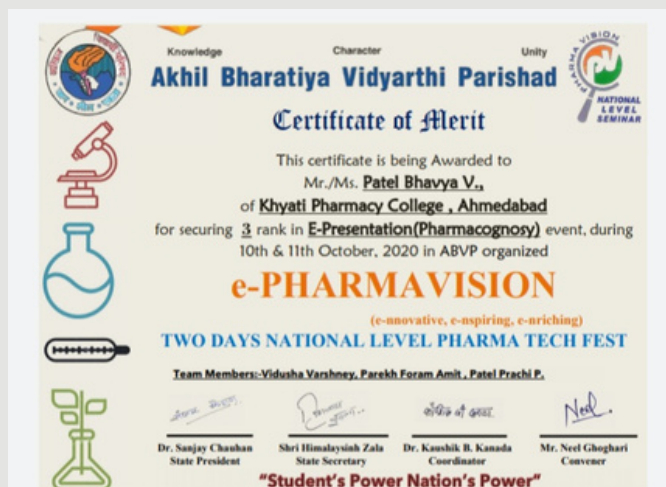 Knowledge Character Unity
Akhil Bharatiya Vidyarthi Parishad
PHARMA VISION
PV
NATIONAL
LEVEL
SEMINAR
Certificate of Merit
This certificate is being Awarded to
Mr./Ms. Patel Bhavya V.,
of Khyati Pharmacy College , Ahmedabad
for securing 3 rank in E-Presentation(Pharmacognosy) event, during
10th & 11th October, 2020 in ABVP organized
e-PHARMAVISION
(e-nnovative, e-nspiring, e-nriching)
TWO DAYS NATIONAL LEVEL PHARMA TECH FEST
Team Members:-Vidusha Varshney, Parekh Foram Amit , Patel Prachi P.
Neel.
Dr. Sanjay Chauhan Shri Himalaysinh Zala Dr. Kaushik B. Kanada Mr. Neel Ghoghari
State President State Secretary Coordinator Convener
"Student's Power Nation's Power"